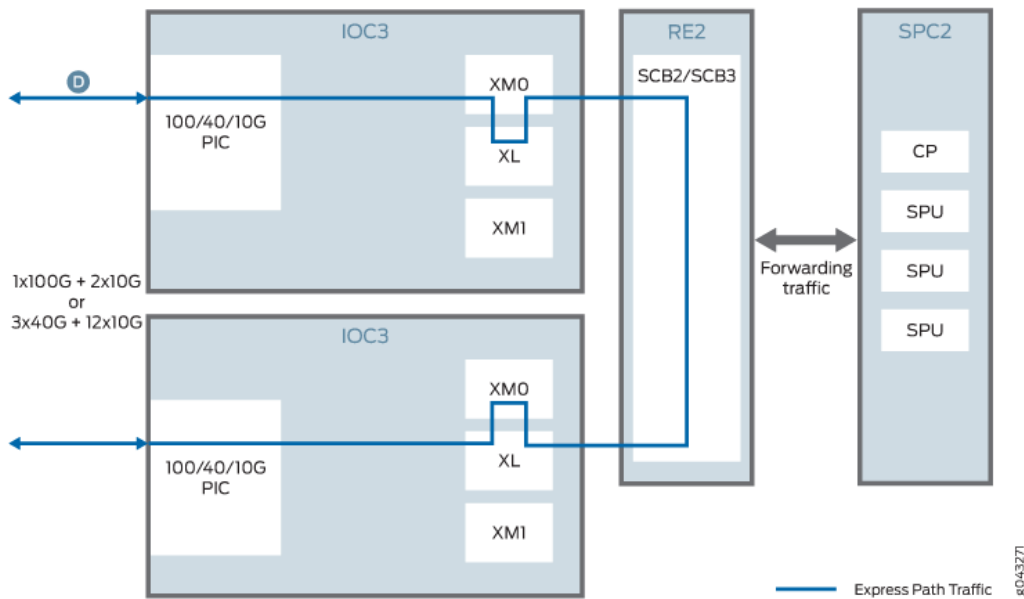 IOC3
RE2
SPC2
D
100/40/10G
PIC
XM0
XL
XM1
SCB2/SCB3
CP
SPU
SPU
SPU
Forwarding
traffic
1x100G + 2x10G
or
3x40G + 12x10G
IOC3
100/40/10G
PIC
XM0
XL
XM1
Express Path Traffic
g043271